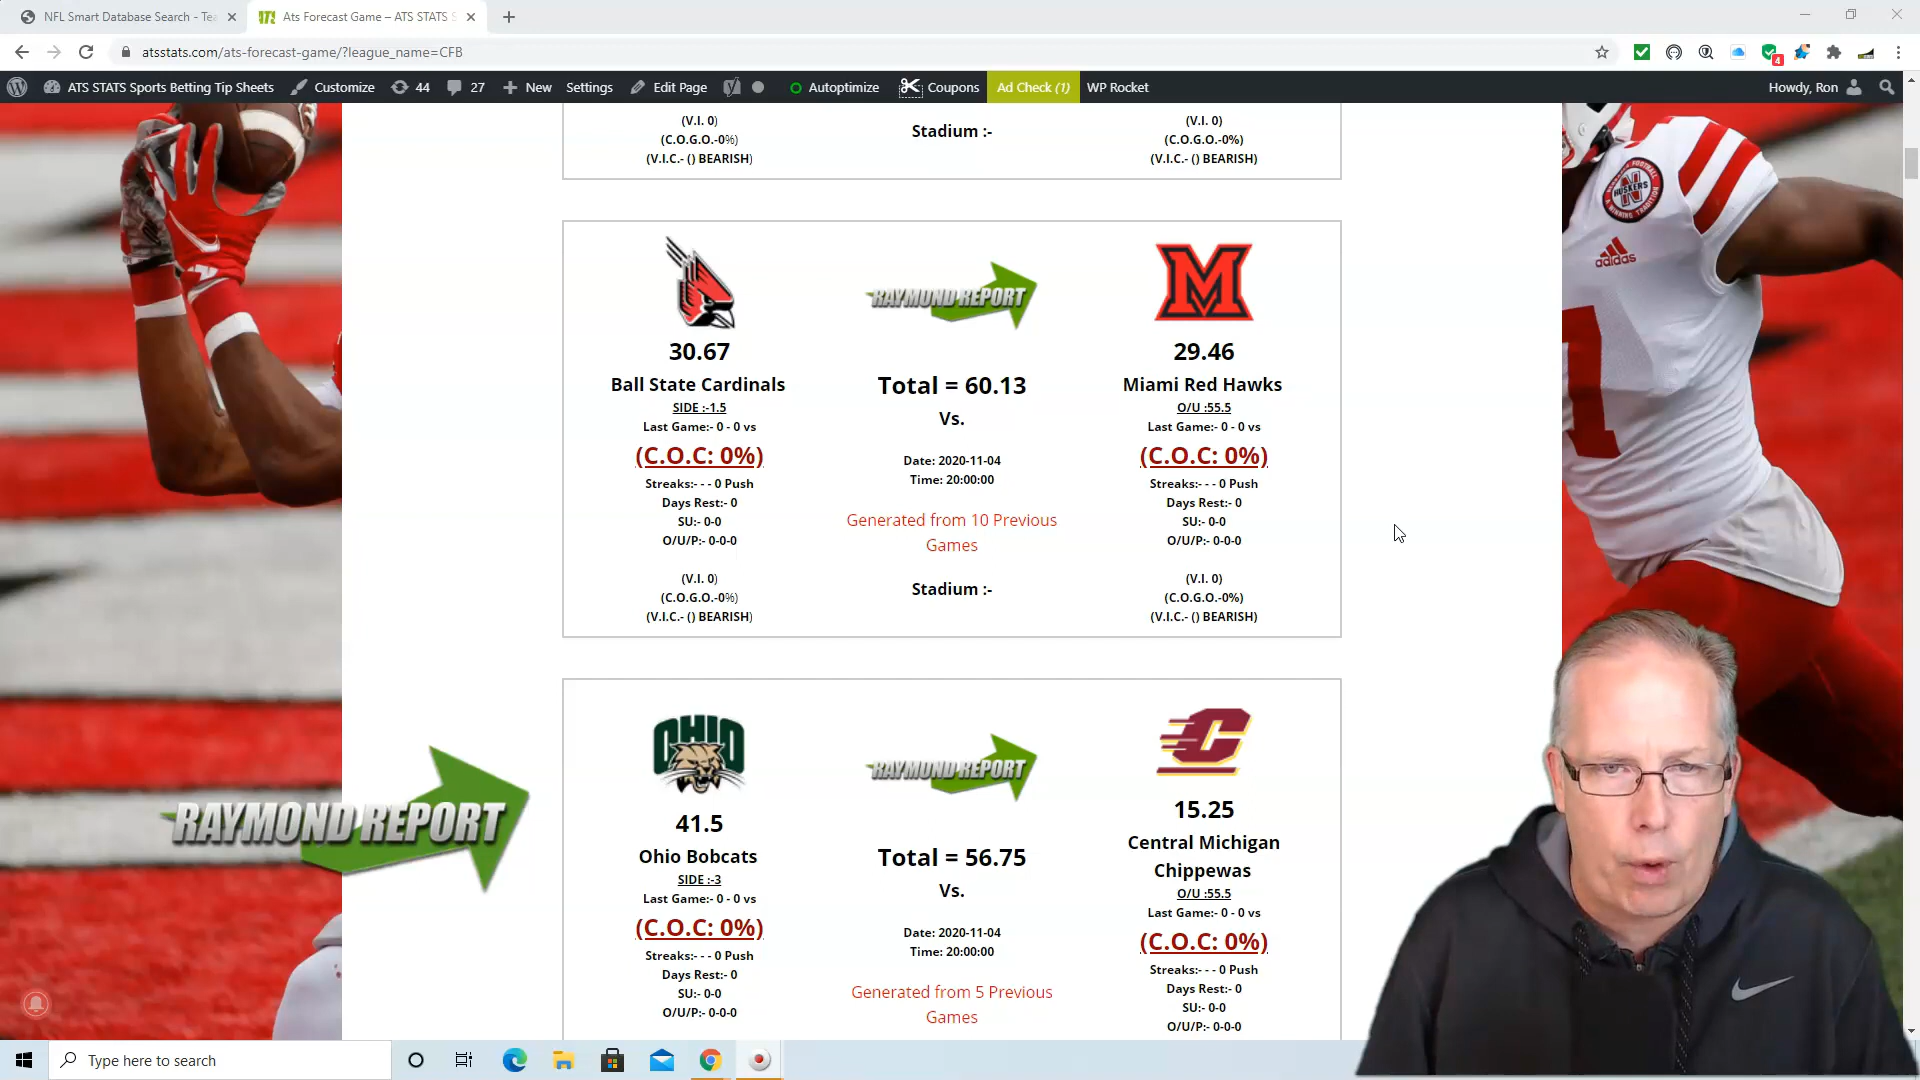 NFL Smart Database Search - Tea
Ats Forecast Game – ATS STATS S
atsstats.com/ats-forecast-game/?league_name=CFB
4
ATS STATS Sports Betting Tip Sheets
Customize
44
27
New
Settings
Edit Page
Autoptimize
Coupons
Ad Check (1)
WP Rocket
Howdy, Ron
(V.I. 0)
(C.O.G.O.-0%)
(V.I.C.- () BEARISH)
Stadium :-
(V.I. 0)
(C.O.G.O.-0%)
(V.I.C.- () BEARISH)
30.67
Ball State Cardinals
SIDE :-1.5
Last Game:- 0 - 0 vs
(C.O.C: 0%)
Streaks:- - - 0 Push
Days Rest:- 0
SU:- 0-0
O/U/P:- 0-0-0
(V.I. 0)
(C.O.G.O.-0%)
(V.I.C.- () BEARISH)
RAYMOND REPORT
Total = 60.13
Vs.
Date: 2020-11-04
Time: 20:00:00
Generated from 10 Previous
Games
Stadium :-
M
29.46
Miami Red Hawks
O/U :55.5
Last Game:- 0 - 0 vs
(C.O.C: 0%)
Streaks:- - - 0 Push
Days Rest:- 0
SU:- 0-0
O/U/P:- 0-0-0
(V.I. 0)
(C.O.G.O.-0%)
(V.I.C.- () BEARISH)
OHIO
41.5
Ohio Bobcats
SIDE :-3
Last Game:- 0 - 0 vs
(C.O.C: 0%)
Streaks:- - - 0 Push
Days Rest:- 0
SU:- 0-0
O/U/P:- 0-0-0
RAYMOND REPORT
Total = 56.75
Vs.
Date: 2020-11-04
Time: 20:00:00
Generated from 5 Previous
Games
C
15.25
Central Michigan
Chippewas
O/U :55.5
Last Game:- 0 - 0 vs
(C.O.C: 0%)
Streaks:- - - 0 Push
Days Rest:- 0
SU:- 0-0
O/U/P:- 0-0-0
RAYMOND REPORT
N
HUSKERS
adidas
1
Type here to search